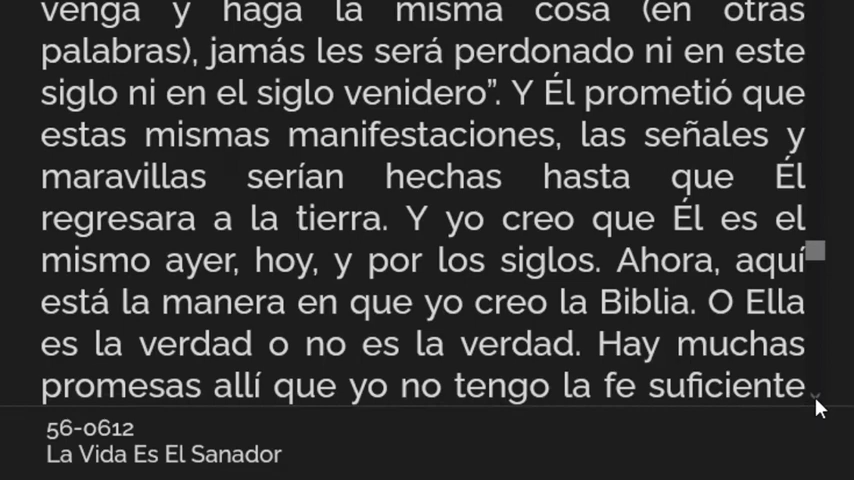 venga y haga la misma cosa (en otras
palabras), jamás les será perdonado ni en este
siglo ni en el siglo venidero”. Y Él prometió que
estas mismas manifestaciones, las señales y
maravillas serían hechas hasta que Él
regresara a la tierra. Y yo creo que Él es el
mismo ayer, hoy, y por los siglos. Ahora, aquí
está la manera en que yo creo la Biblia. O Ella
es la verdad o no es la verdad. Hay muchas
promesas allí que yo no tengo la fe suficiente
56-0612
La Vida Es El Sanador